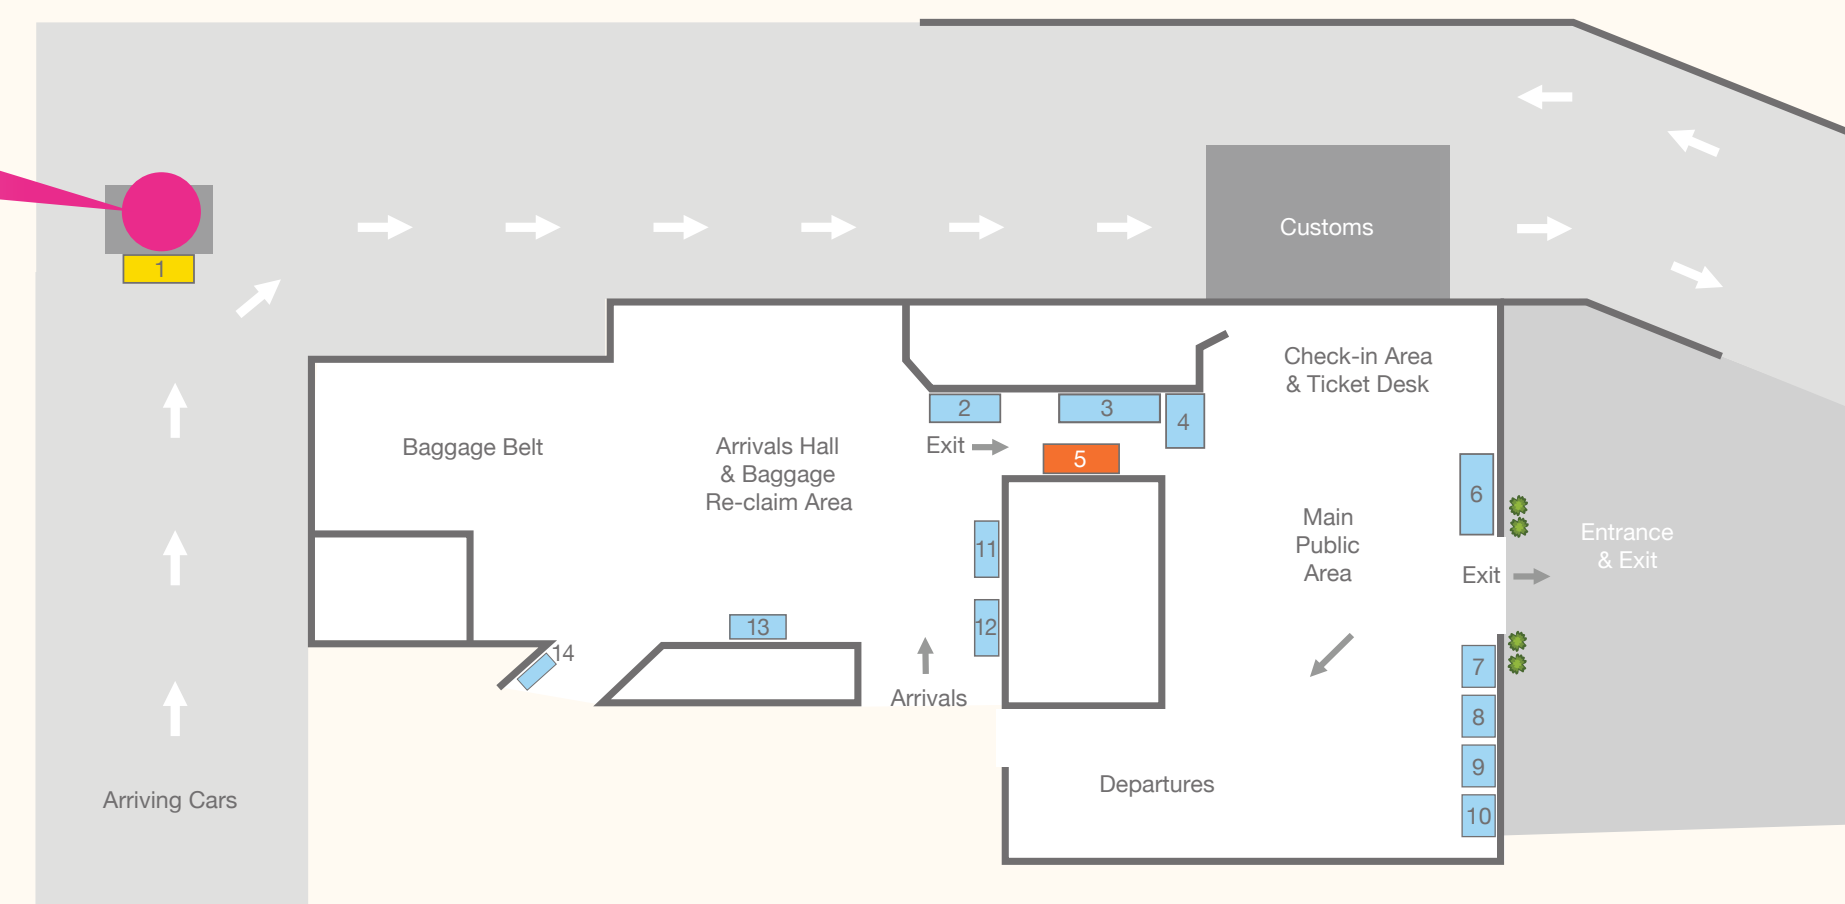 Customs
1
Check-in Area
& Ticket Desk
2
3
4
Baggage Belt
Arrivals Hall
& Baggage
Re-claim Area
Exit
5
6
Main
Public
Area
Entrance
& Exit
11
Exit
12
13
14
7
Arrivals
8
9
Departures
Arriving Cars
10